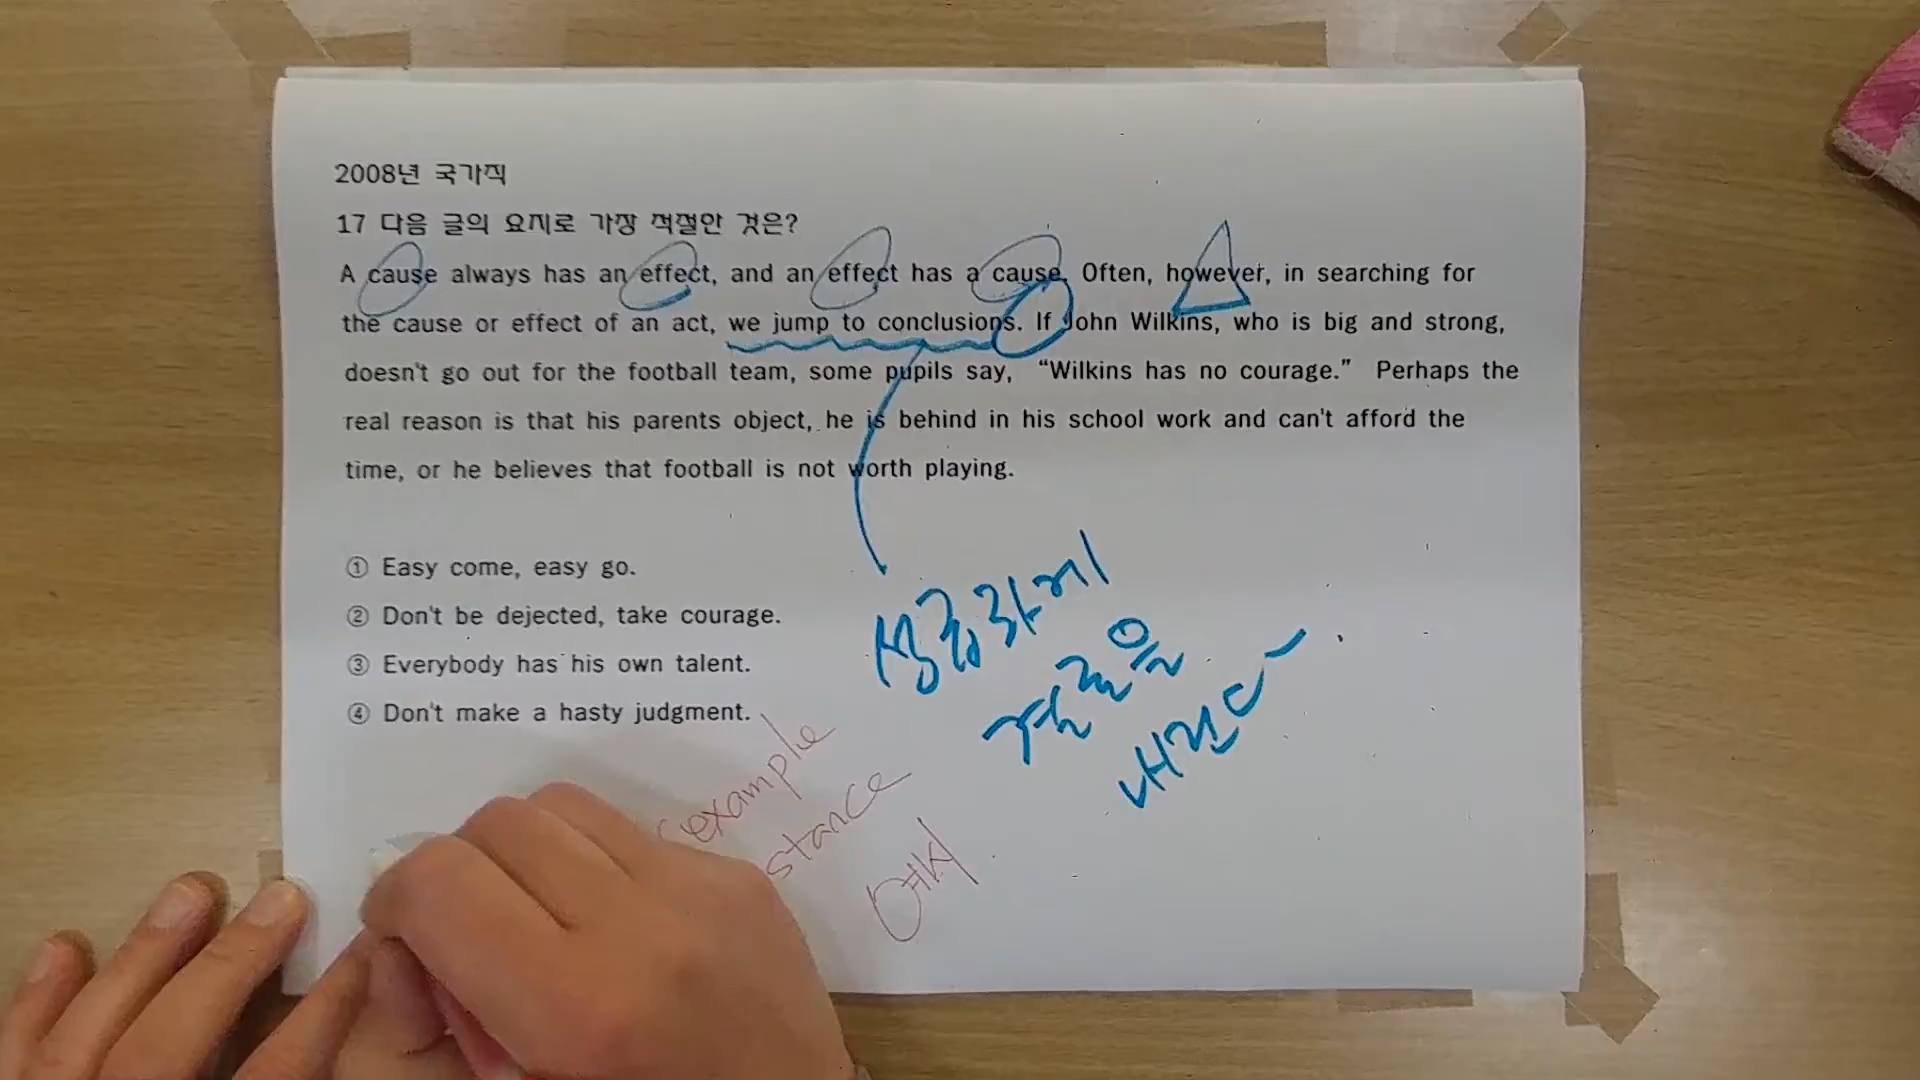 2008년 국가직
17 다음 글의 요지로 가장 적절한 것은?
A cause always has an effect, and an effect has a cause. Often, however, in searching for
the cause or effect of an act, we jump to conclusions. If John Wilkins, who is big and strong,
doesn't go out for the football team, some pupils say, “Wilkins has no courage.” Perhaps the
real reason is that his parents object, he is behind in his school work and can't afford the
time, or he believes that football is not worth playing.
① Easy come, easy go.
② Don't be dejected, take courage.
③ Everybody has his own talent.
④ Don't make a hasty judgment.
성급하게
결론을
내린다
example
stance
예시